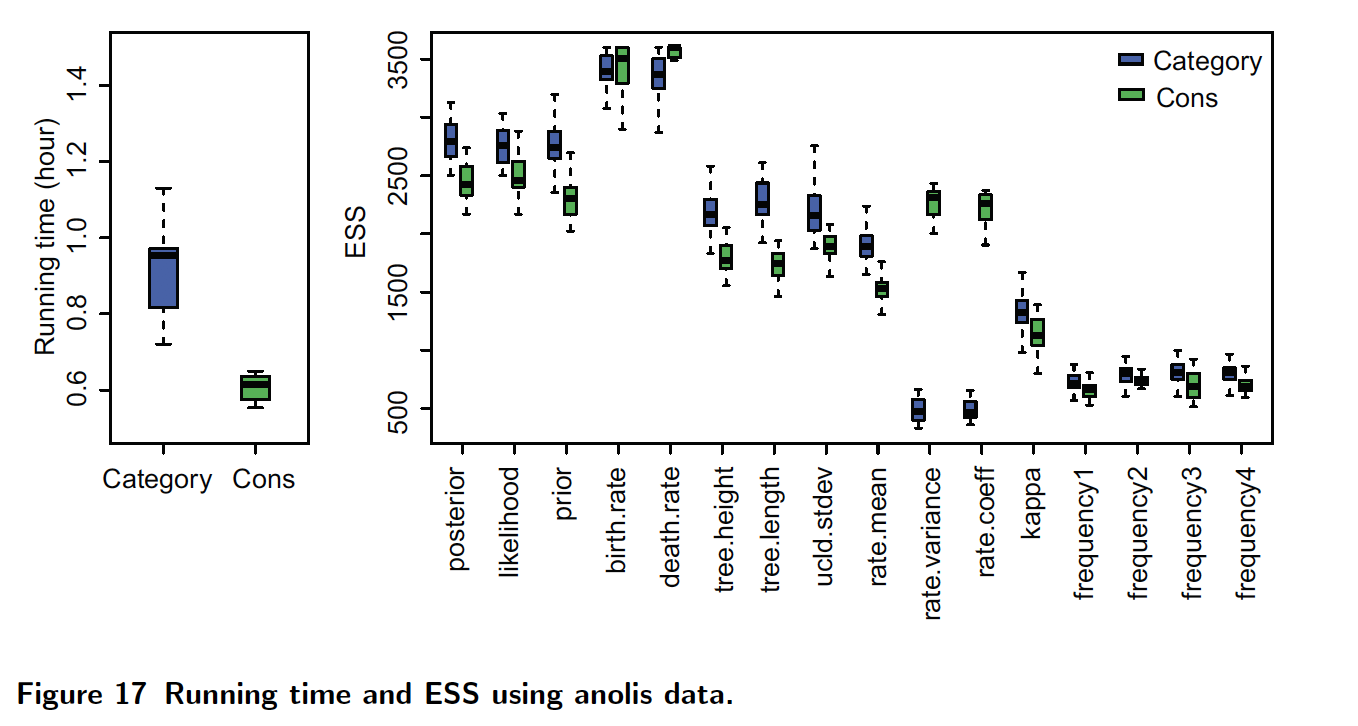 Running time (hour)
1.4
1.2
1.0
0.8
0.6
Category Cons
ESS
3500
2500
1500
500
Category
Cons
posterior
likelihood
prior
birth.rate
death.rate
tree.height
tree.length
ucld.stdev
rate.mean
rate.variance
rate.coeff
kappa
frequency1
frequency2
frequency3
frequency4
Figure 17 Running time and ESS using anolis data.